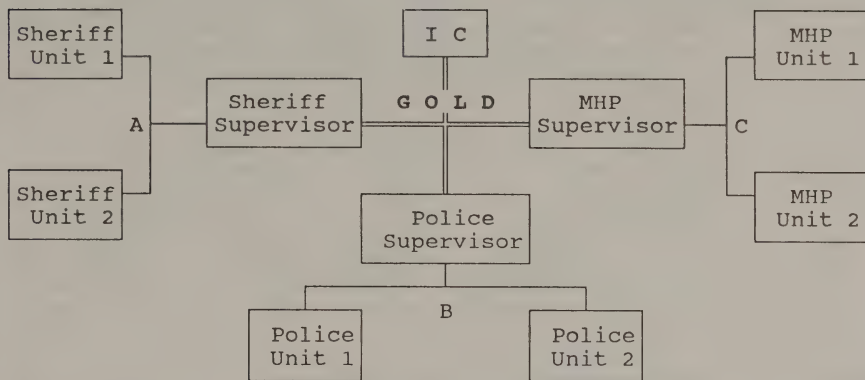 Sheriff
Unit 1
I C
MHP
Unit 1
Sheriff
Supervisor
G O L D
MHP
Supervisor
A
C
Sheriff
Unit 2
MHP
Unit 2
Police
Supervisor
B
Police
Unit 1
Police
Unit 2